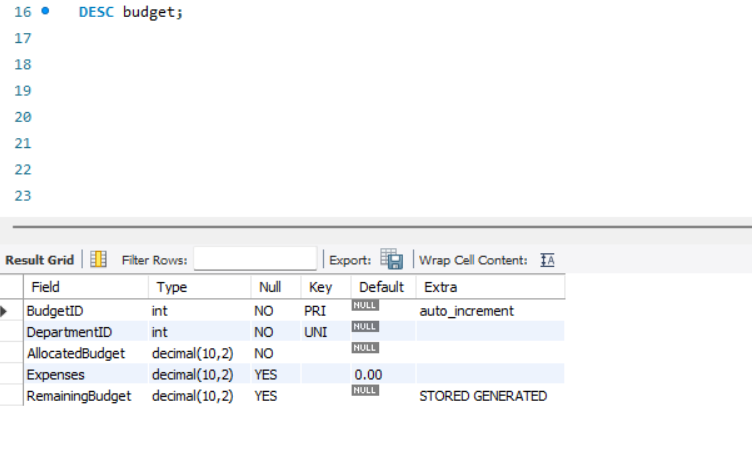 16 DESC budget;
17
18
19
20
21
22
23
Result Grid Filter Rows: Export: Wrap Cell Content: IA
Field Type Null Key Default Extra
BudgetID int NO PRI NULL auto_increment
DepartmentID int NO UNI NULL
AllocatedBudget decimal(10,2) NO NULL
Expenses decimal(10,2) YES 0.00
RemainingBudget decimal(10,2) YES NULL STORED GENERATED